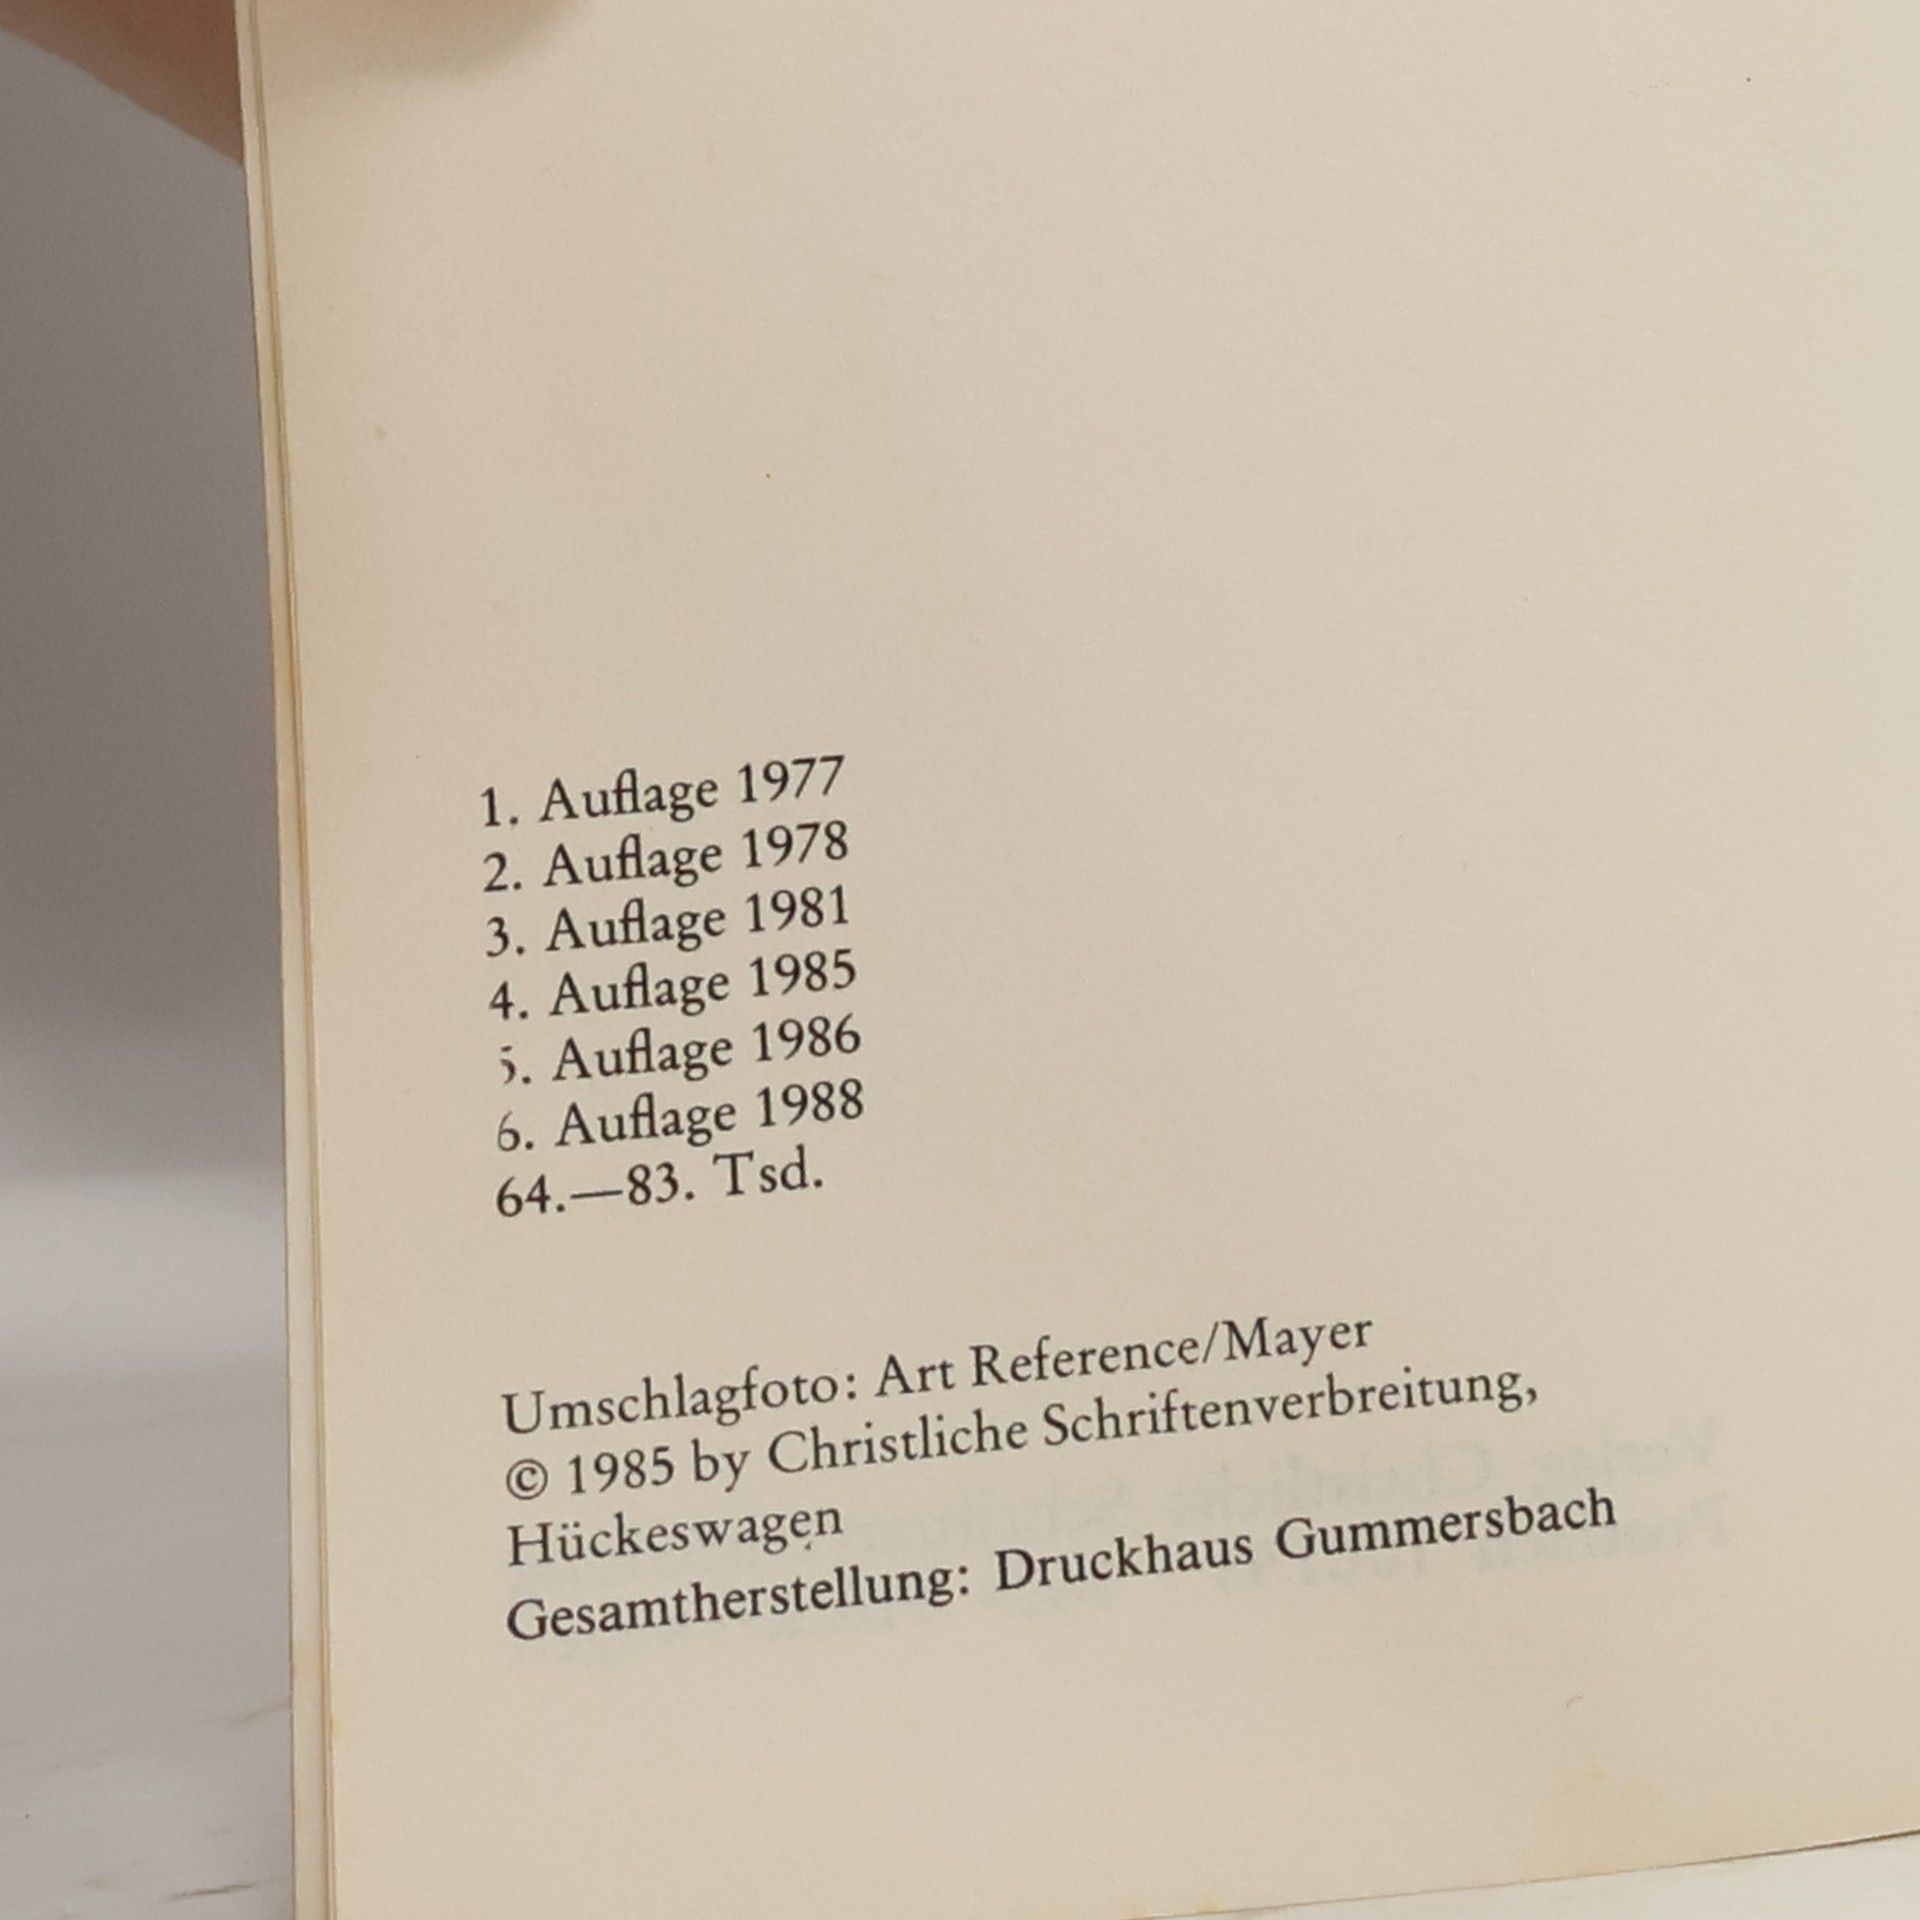 1. Auflage 1977
2. Auflage 1978
3. Auflage 1981
4. Auflage 1985
5. Auflage 1986
6. Auflage 1988
64.—83. Tsd.
Umschlagfoto: Art Reference/Mayer
© 1985 by Christliche Schriftenverbreitung,
Hückeswagen
Gesamtherstellung: Druckhaus Gummersbach